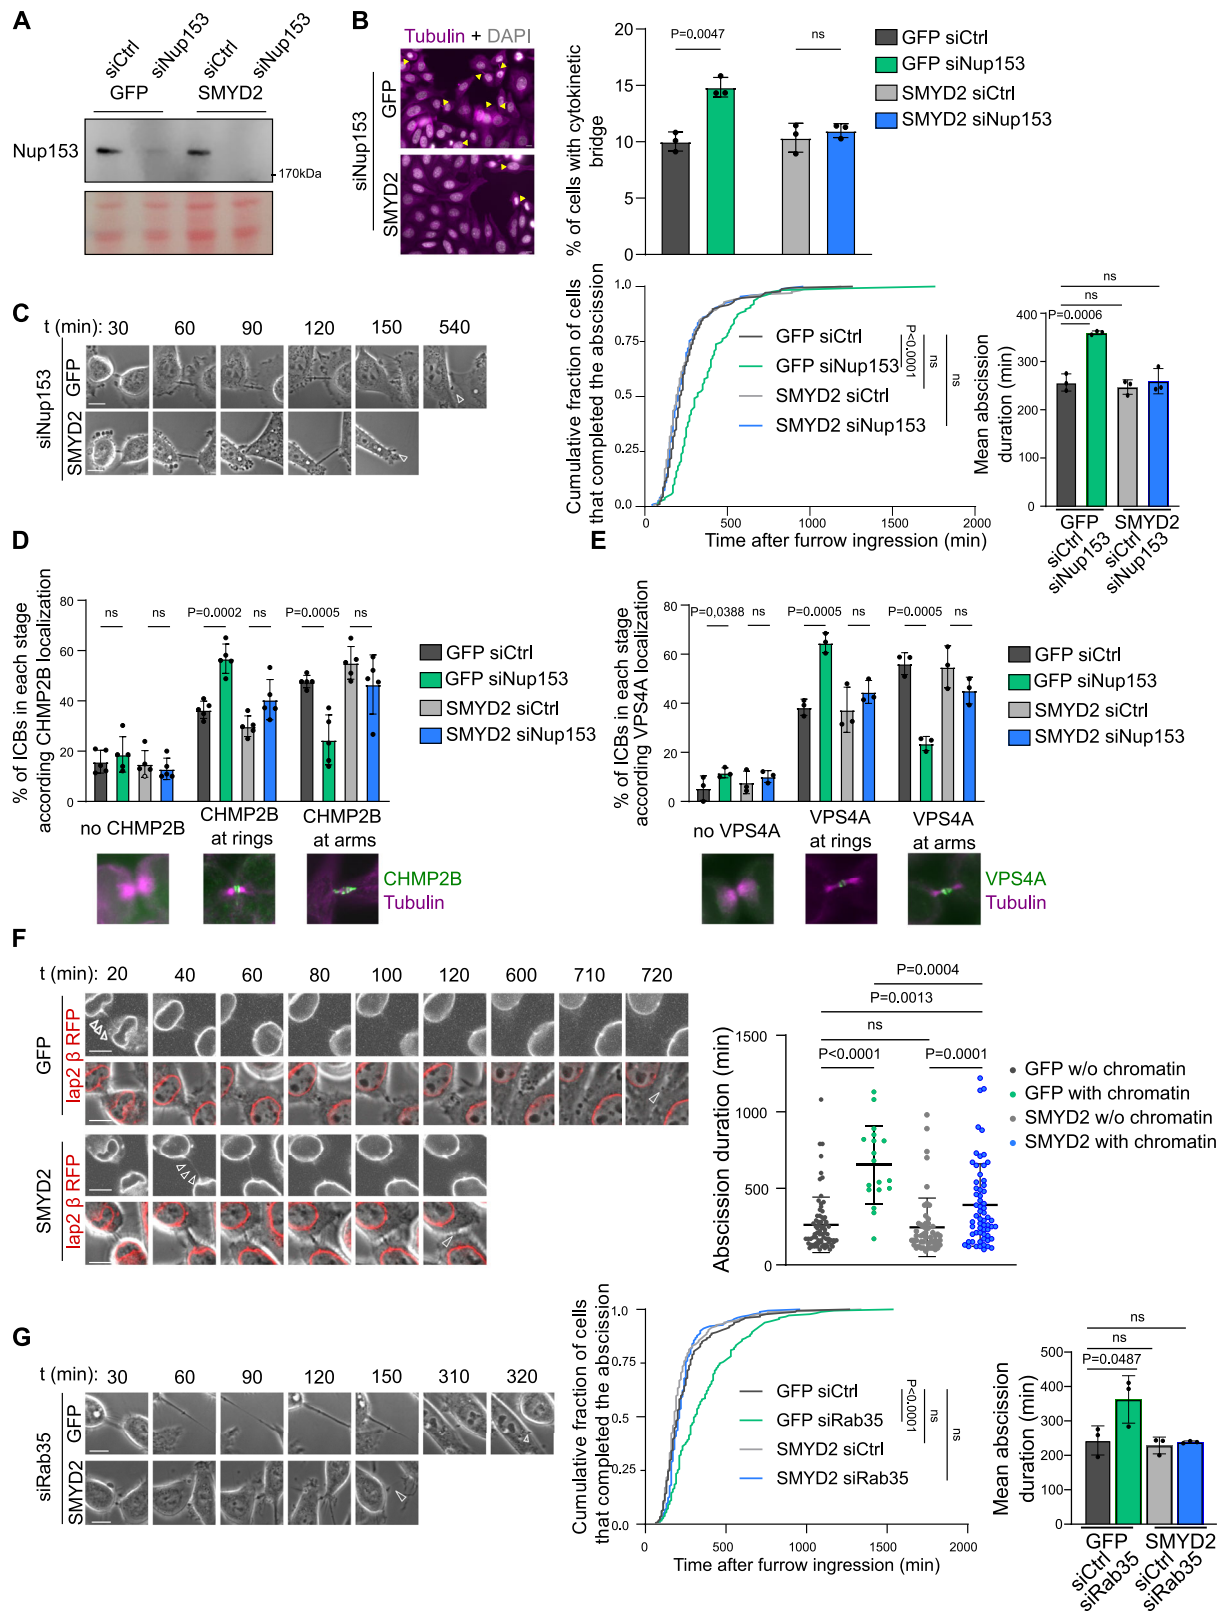 A
siCtrl
siNup153
siCtrl
siNup153
GFP
SMYD2
Nup153
170kDa
B
Tubulin + DAPI
siNup153
GFP
SMYD2
% of cells with cytokinetic
bridge
20
15
10
5
0
P=0.0047
ns
GFP siCtrl
GFP siNup153
SMYD2 siCtrl
SMYD2 siNup153
C
t (min): 30 60 90 120 150 540
siNup153
GFP
SMYD2
Cumulative fraction of cells
that completed the abscission
1.0
0.75
0.5
0.25
0.0
0 500 1000 1500 2000
Time after furrow ingression (min)
GFP siCtrl
GFP siNup153
SMYD2 siCtrl
SMYD2 siNup153
P<0.0001
ns
ns
Mean abscission
duration (min)
400
300
200
100
0
ns
ns
P=0.0006
GFP
SMYD2
siCtrl
siNup153
siCtrl
siNup153
D
% of ICBs in each stage
according CHMP2B localization
80
60
40
20
0
ns
ns
P=0.0002
ns
P=0.0005
ns
GFP siCtrl
GFP siNup153
SMYD2 siCtrl
SMYD2 siNup153
no CHMP2B
CHMP2B
at rings
CHMP2B
at arms
CHMP2B
Tubulin
E
% of ICBs in each stage
according VPS4A localization
80
60
40
20
0
P=0,0388
ns
P=0.0005
ns
P=0.0005
ns
GFP siCtrl
GFP siNup153
SMYD2 siCtrl
SMYD2 siNup153
no VPS4A
VPS4A
at rings
VPS4A
at arms
VPS4A
Tubulin
F
t (min): 20 40 60 80 100 120 600 710 720
GFP
lap2 β RFP
SMYD2
lap2 β RFP
Abscission duration (min)
1500
1000
500
0
P=0.0004
P=0.0013
ns
P<0.0001
P=0.0001
GFP w/o chromatin
GFP with chromatin
SMYD2 w/o chromatin
SMYD2 with chromatin
G
t (min): 30 60 90 120 150 310 320
siRab35
GFP
SMYD2
Cumulative fraction of cells
that completed the abscission
1.0
0.75
0.5
0.25
0.0
0 500 1000 1500 2000
Time after furrow ingression (min)
GFP siCtrl
GFP siRab35
SMYD2 siCtrl
SMYD2 siRab35
P<0.0001
ns
ns
Mean abscission
duration (min)
500
400
300
200
100
0
ns
ns
P=0.0487
GFP
SMYD2
siCtrl
siRab35
siCtrl
siRab35